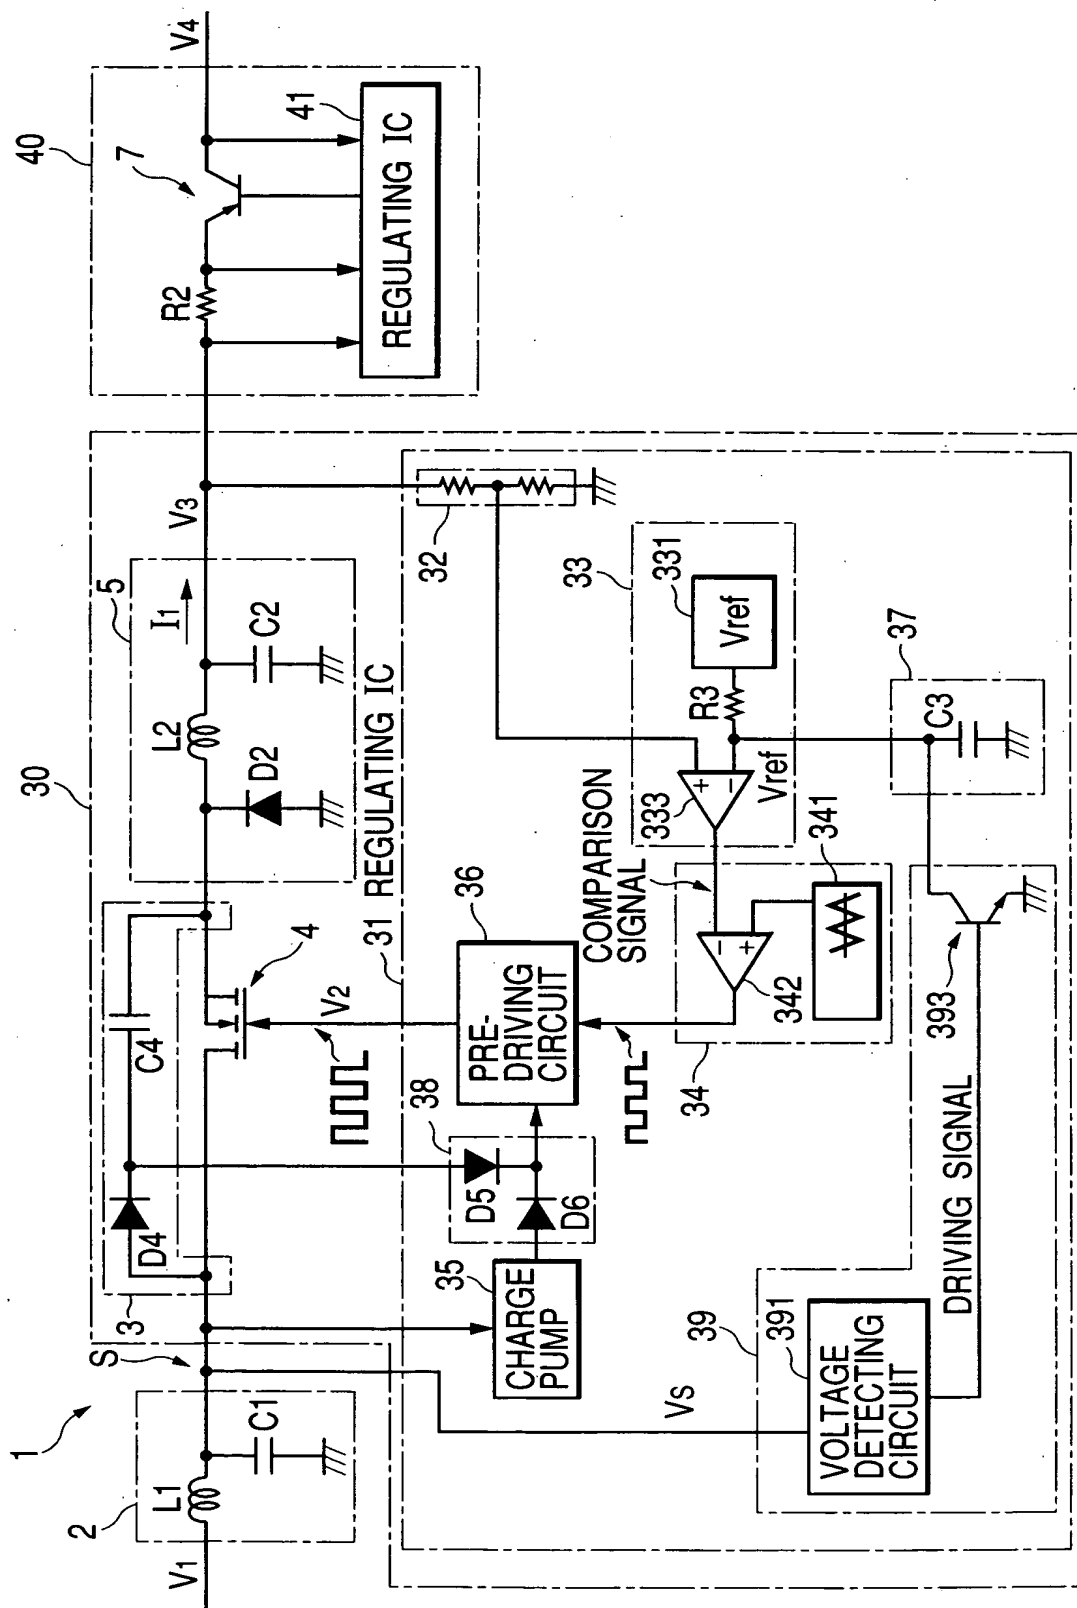 1
V1
2
L1
C1
S
3
D4
C4
4
30
5
L2
D2
C2
I1
V3
40
R2
7
41
REGULATING IC
V4
31 REGULATING IC
V2
36
PRE-
DRIVING
CIRCUIT
38
D5
D6
35
CHARGE
PUMP
32
33
331
Vref
R3
Vref
333
COMPARISON
SIGNAL
34
342
341
37
C3
VS
39
391
VOLTAGE
DETECTING
CIRCUIT
DRIVING SIGNAL
393
+
−
−
+